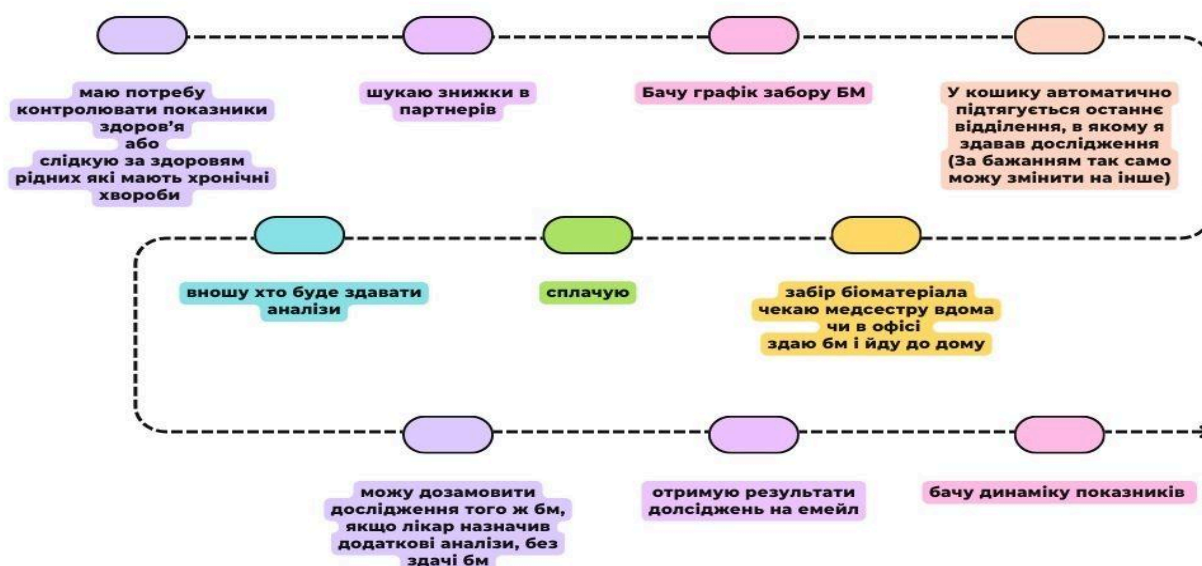 маю потребу
контролювати показники
здоров’я
або
слідкую за здоровям
рідних які мають хронічні
хвороби
шукаю знижки в
партнерів
Бачу графік забору БМ
У кошику автоматично
підтягується останнє
відділення, в якому я
здавав дослідження
(За бажанням так само
можу змінити на інше)
забір біоматеріала
чекаю медсестру вдома
чи в офісі
здаю бм і йду до дому
сплачую
вношу хто буде здавати
аналізи
можу дозамовити
дослідження того ж бм,
якщо лікар назначив
додаткові аналізи, без
здачі бм
отримую результати
долсіджень на емейл
бачу динаміку показників